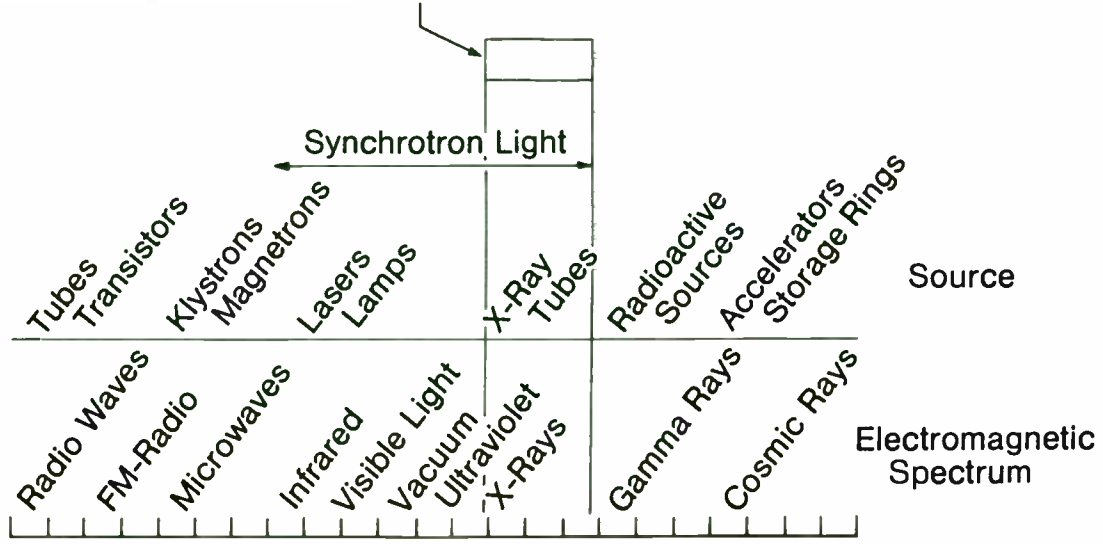 Synchrotron Light
Tubes
Transistors
Klystrons
Magnetrons
Lasers
Lamps
X-Ray
Tubes
Radioactive
Sources
Accelerators
Storage Rings
Source
Radio Waves
FM-Radio
Microwaves
Infrared
Visible Light
Vacuum
Ultraviolet
X-Rays
Gamma Rays
Cosmic Rays
Electromagnetic
Spectrum